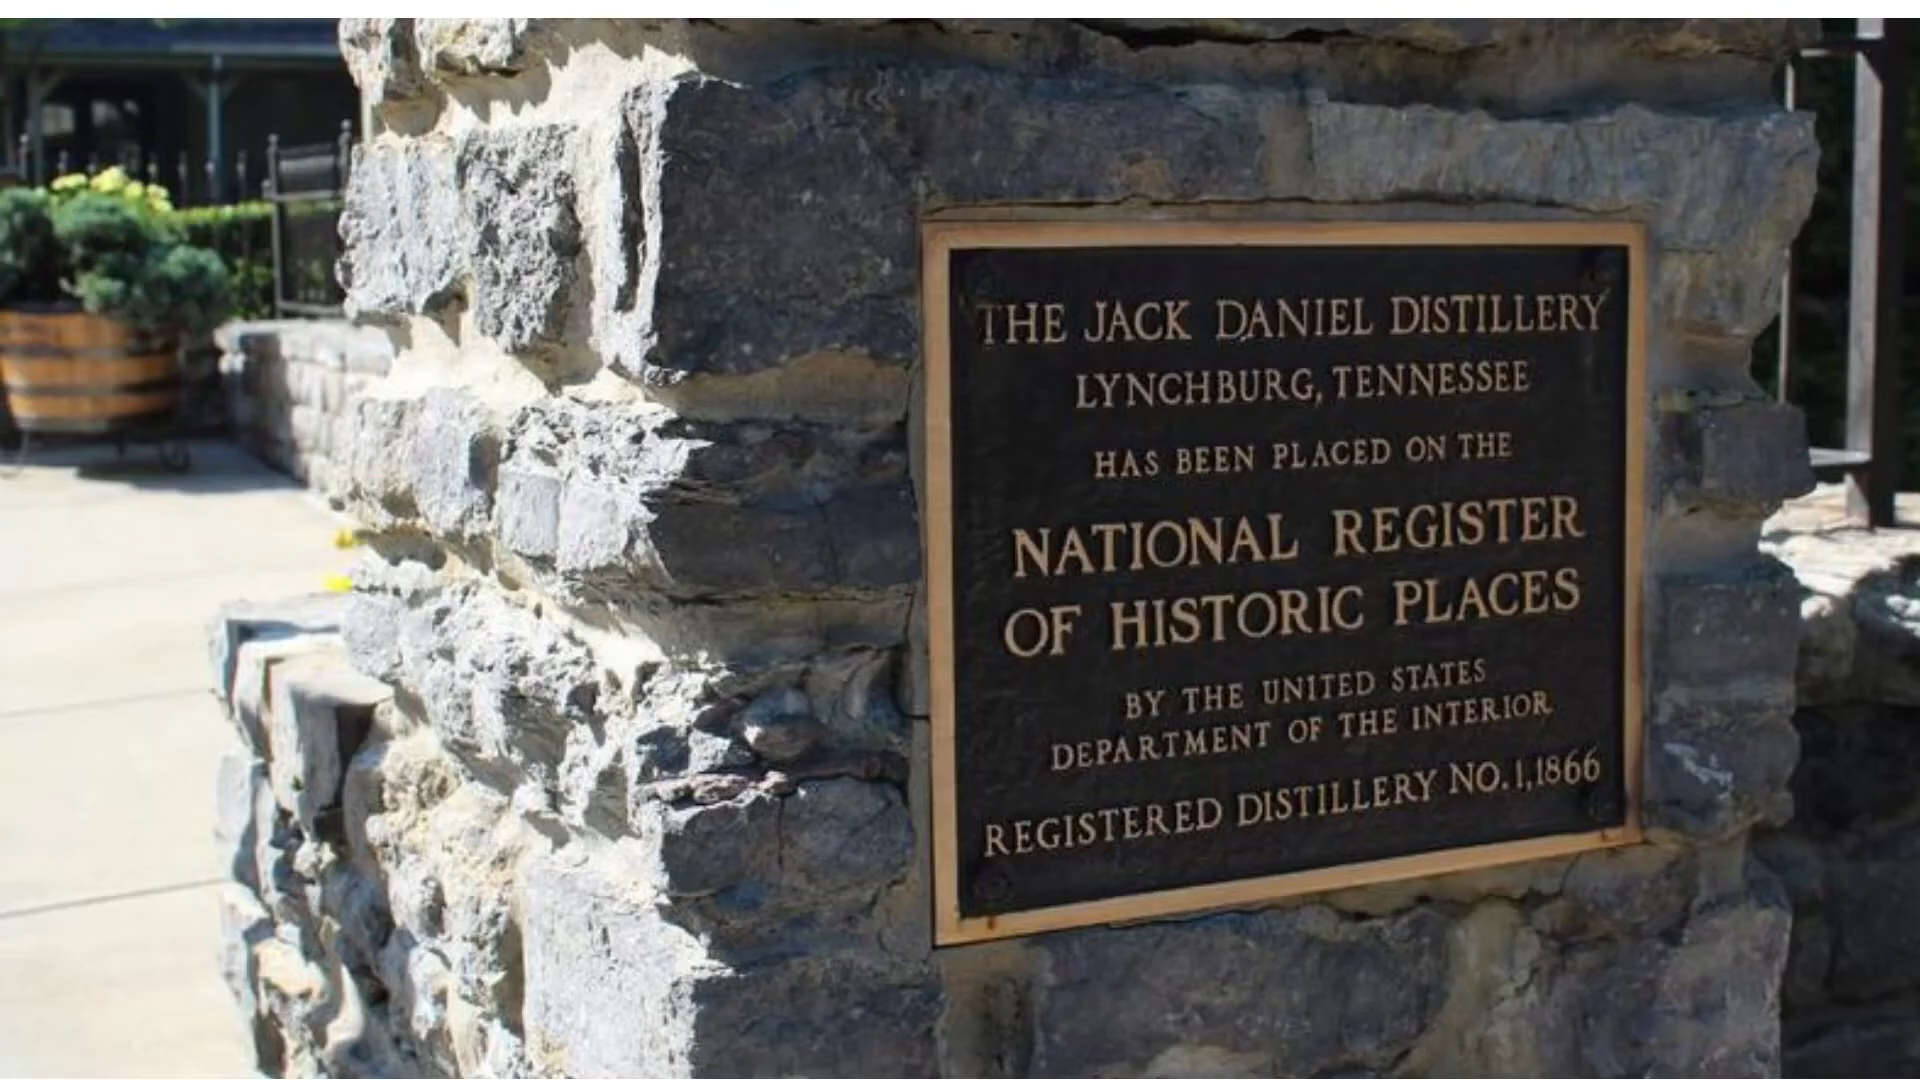 THE JACK DANIEL DISTILLERY
LYNCHBURG, TENNESSEE
HAS BEEN PLACED ON THE
NATIONAL REGISTER
OF HISTORIC PLACES
BY THE UNITED STATES
DEPARTMENT OF THE INTERIOR
REGISTERED DISTILLERY NO. 1, 1866